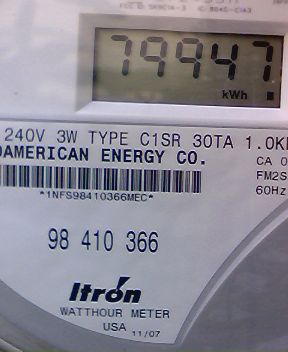 79947
kWh
240V 3W TYPE C1SR 30TA 1.0K
AMERICAN ENERGY CO.
CA 0
FM2S
60Hz
*1NFS98410366MEC*
98 410 366
Itron
WATTHOUR METER
USA 11/07